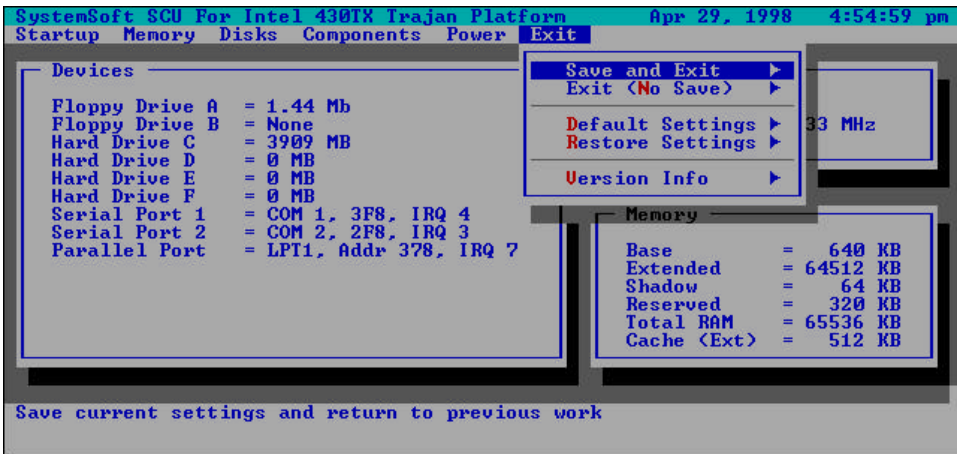 SystemSoft SCU For Intel 430TX Trajan Platform Apr 29, 1998 4:54:59 pm
Startup Memory Disks Components Power Exit
Devices
Floppy Drive A = 1.44 Mb
Floppy Drive B = None
Hard Drive C = 3909 MB
Hard Drive D = 0 MB
Hard Drive E = 0 MB
Hard Drive F = 0 MB
Serial Port 1 = COM 1, 3F8, IRQ 4
Serial Port 2 = COM 2, 2F8, IRQ 3
Parallel Port = LPT1, Addr 378, IRQ 7
Save and Exit
Exit (No Save)
Default Settings
Restore Settings
Version Info
33 MHz
Memory
Base = 640 KB
Extended = 64512 KB
Shadow = 64 KB
Reserved = 320 KB
Total RAM = 65536 KB
Cache (Ext) = 512 KB
Save current settings and return to previous work